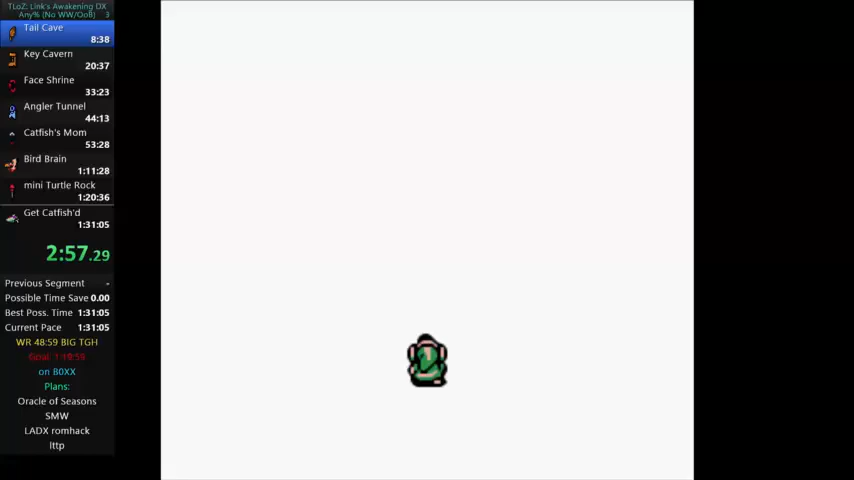 TLoZ: Link's Awakening DX
Any% (No WW/OoB) 3
Tail Cave
8:38
Key Cavern
20:37
Face Shrine
33:23
Angler Tunnel
44:13
Catfish's Mom
53:28
Bird Brain
1:11:28
mini Turtle Rock
1:20:36
Get Catfish'd
1:31:05
2:57.29
Previous Segment -
Possible Time Save 0.00
Best Poss. Time 1:31:05
Current Pace 1:31:05
WR 48:59 BIG TGH
Goal: 1:19:59
on B0XX
Plans:
Oracle of Seasons
SMW
LADX romhack
lttp